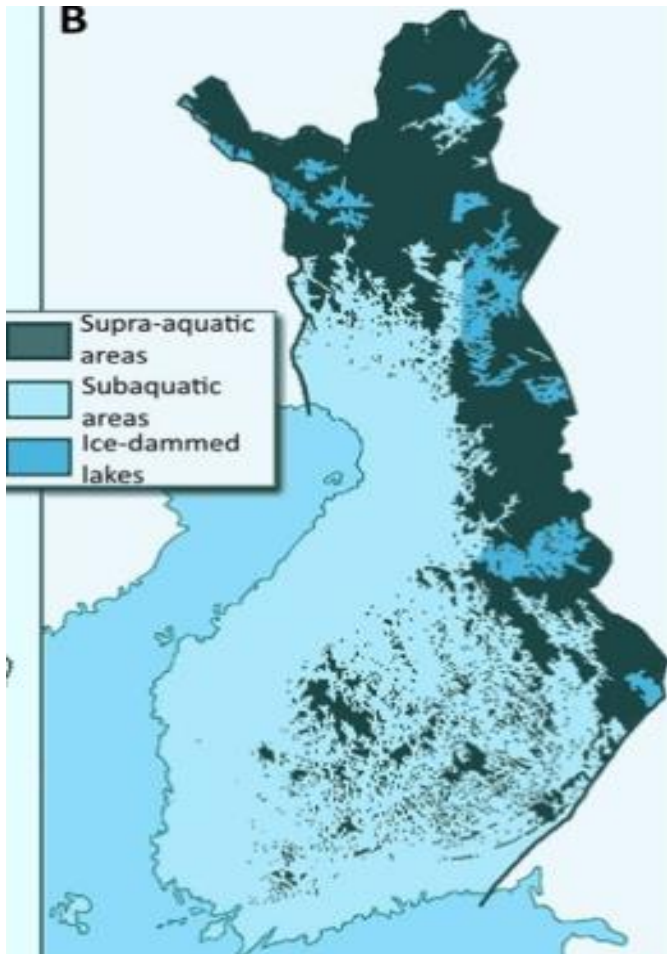 B
Supra-aquatic
areas
Subaquatic
areas
Ice-dammed
lakes